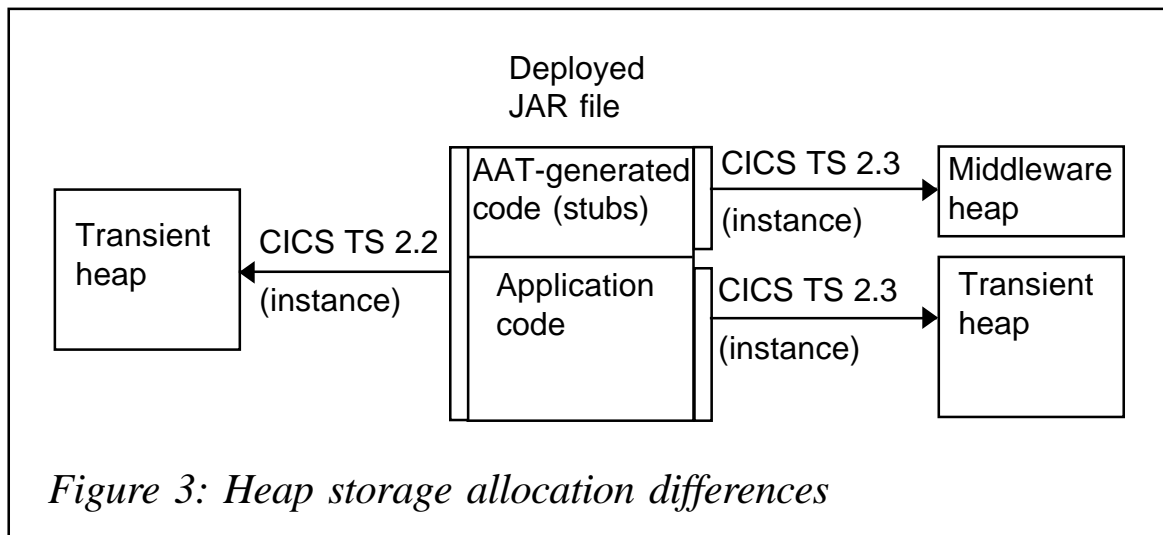 Deployed
JAR file
Transient
heap
CICS TS 2.2
(instance)
AAT-generated
code (stubs)
Application
code
CICS TS 2.3
(instance)
Middleware
heap
CICS TS 2.3
(instance)
Transient
heap
Figure 3: Heap storage allocation differences